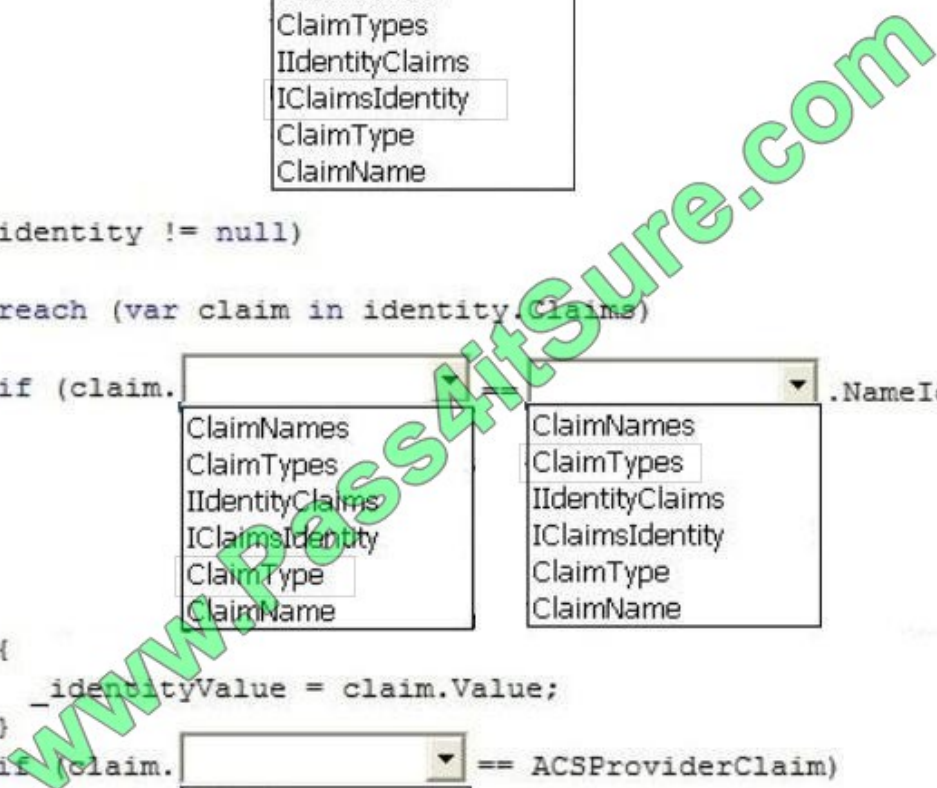 ClaimTypes
IIdentityClaims
IClaimsIdentity
ClaimType
ClaimName
identity != null)
reach (var claim in identity.Claims)
if (claim. == .NameI
ClaimNames
ClaimTypes
IIdentityClaims
IClaimsIdentity
ClaimType
ClaimName
ClaimNames
ClaimTypes
IIdentityClaims
IClaimsIdentity
ClaimType
ClaimName
{
_identityValue = claim.Value;
}
if (claim. == ACSProviderClaim)
www.Pass4itSure.com